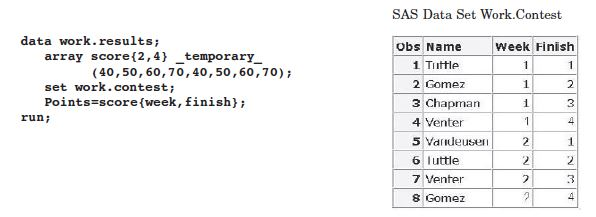 data work.results;
array score{2,4} _temporary_
(40,50,60,70,40,50,60,70);
set work.contest;
Points=score{week,finish};
run;
SAS Data Set Work.Contest
Obs Name Week Finish
1 Tuttle 1 1
2 Gomez 1 2
3 Chapman 1 3
4 Venter 1 4
5 Vandeusen 2 1
6 Tuttle 2 2
7 Venter 2 3
8 Gomez 2 4